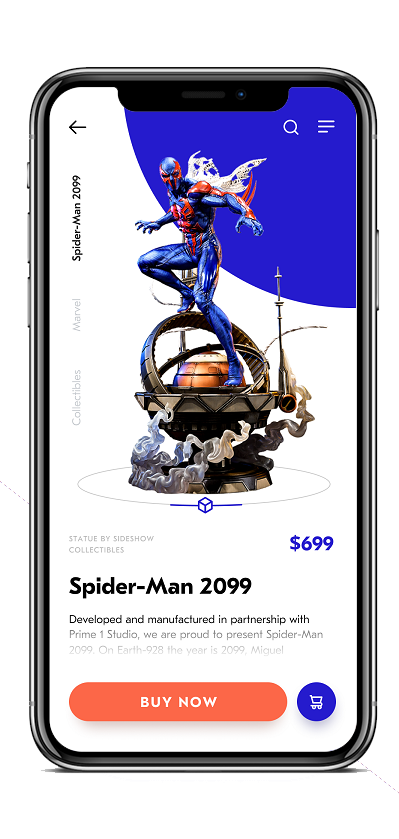 Spider-Man 2099
Marvel
Collectibles
STATUE BY SIDESHOW
COLLECTIBLES
$699
Spider-Man 2099
Developed and manufactured in partnership with
Prime 1 Studio, we are proud to present Spider-Man
2099. On Earth-928 the year is 2099. Miguel
BUY NOW